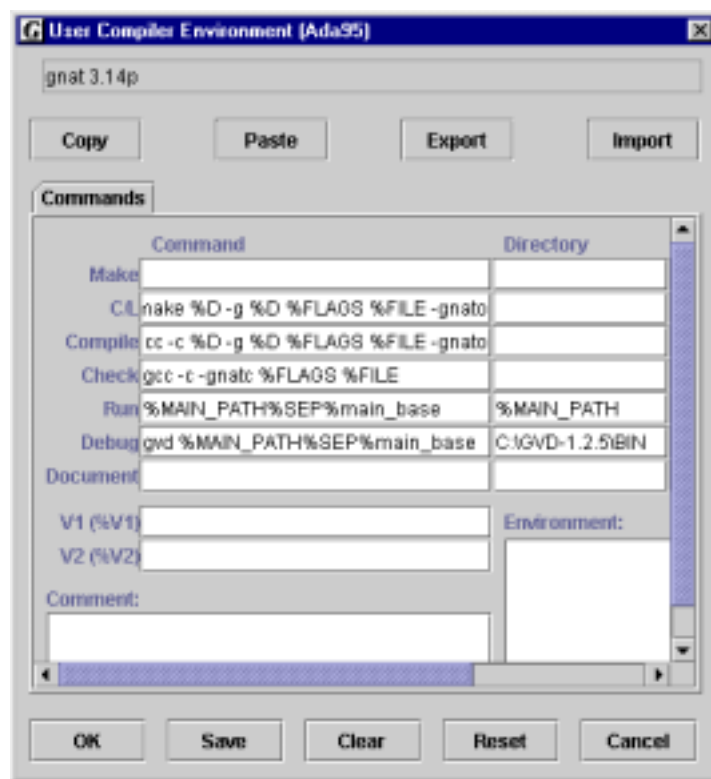 User Compiler Environment (Ada95)
gnat 3.14p
Copy Paste Export Import
Commands
Command Directory
Make
C/L make %D -g %D %FLAGS %FILE -gnato
Compile cc -c %D -g %D %FLAGS %FILE -gnato
Check gcc -c -gnatc %FLAGS %FILE
Run %MAIN_PATH%SEP%main_base %MAIN_PATH
Debug gvd %MAIN_PATH%SEP%main_base C:\GVD-1.2.5\BIN
Document
V1 (%V1) Environment:
V2 (%V2)
Comment:
OK Save Clear Reset Cancel